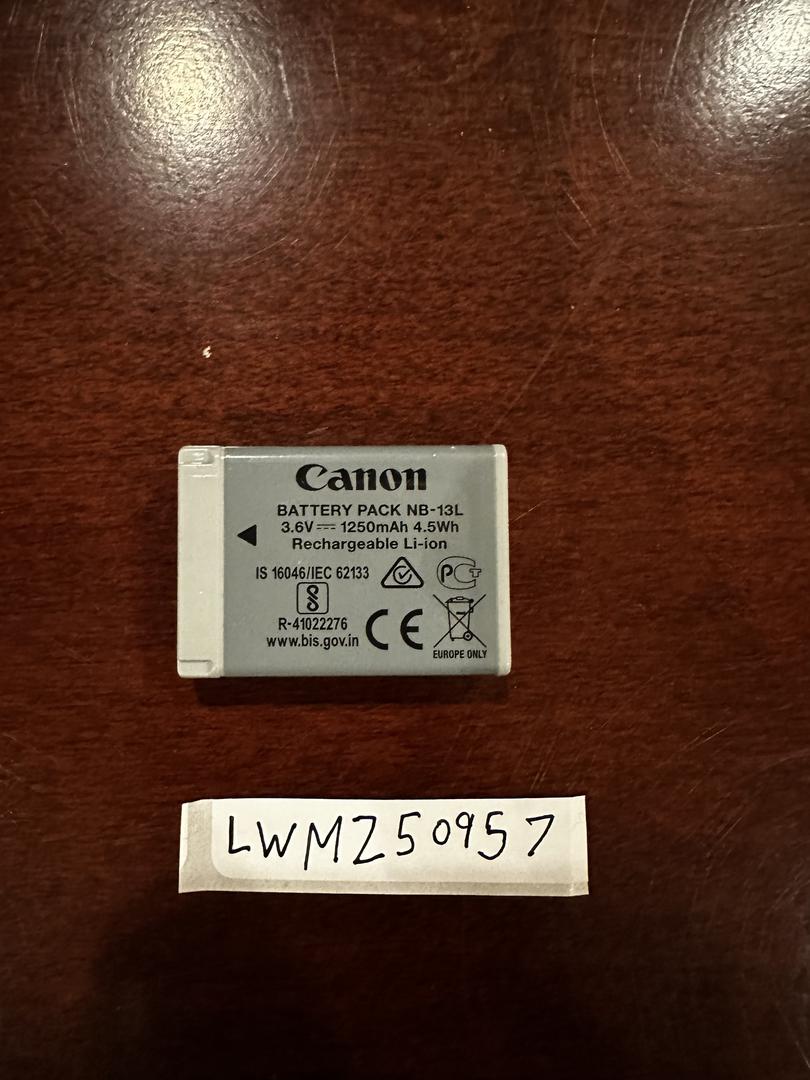 Canon
BATTERY PACK NB-13L
3.6V⎓1250mAh 4.5Wh
Rechargeable Li-ion
IS 16046/IEC 62133
R-41022276
www.bis.gov.in
CE
EUROPE ONLY
LWMZ50957